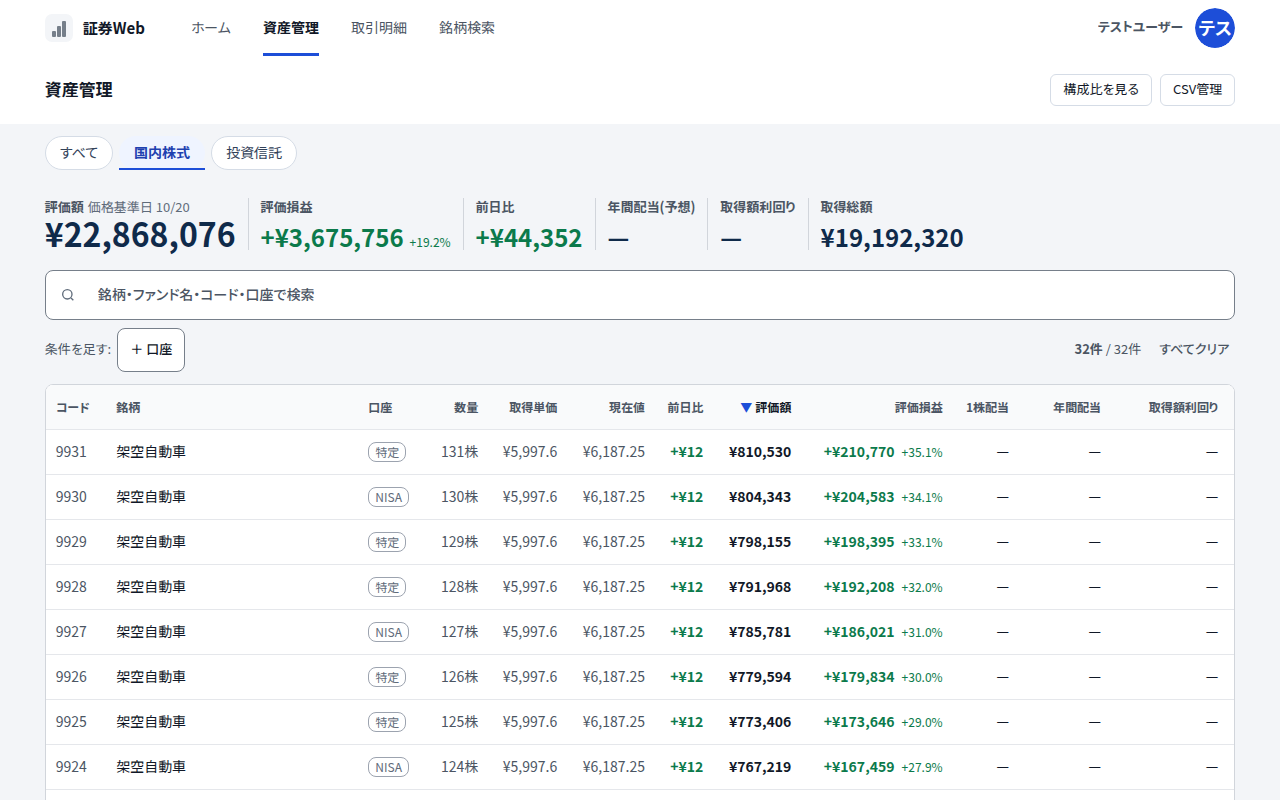 証券Web ホーム 資産管理 取引明細 銘柄検索 テストユーザー テス
資産管理 構成比を見る CSV管理
すべて 国内株式 投資信託
評価額 価格基準日 10/20 評価損益 前日比 年間配当(予想) 取得額利回り 取得総額
¥22,868,076 +¥3,675,756 +19.2% +¥44,352 — — ¥19,192,320
銘柄・ファンド名・コード・口座で検索
条件を足す: ＋ 口座 32件 / 32件 すべてクリア
コード 銘柄 口座 数量 取得単価 現在値 前日比 ▼ 評価額 評価損益 1株配当 年間配当 取得額利回り
9931 架空自動車 特定 131株 ¥5,997.6 ¥6,187.25 +¥12 ¥810,530 +¥210,770 +35.1% — — —
9930 架空自動車 NISA 130株 ¥5,997.6 ¥6,187.25 +¥12 ¥804,343 +¥204,583 +34.1% — — —
9929 架空自動車 特定 129株 ¥5,997.6 ¥6,187.25 +¥12 ¥798,155 +¥198,395 +33.1% — — —
9928 架空自動車 特定 128株 ¥5,997.6 ¥6,187.25 +¥12 ¥791,968 +¥192,208 +32.0% — — —
9927 架空自動車 NISA 127株 ¥5,997.6 ¥6,187.25 +¥12 ¥785,781 +¥186,021 +31.0% — — —
9926 架空自動車 特定 126株 ¥5,997.6 ¥6,187.25 +¥12 ¥779,594 +¥179,834 +30.0% — — —
9925 架空自動車 特定 125株 ¥5,997.6 ¥6,187.25 +¥12 ¥773,406 +¥173,646 +29.0% — — —
9924 架空自動車 NISA 124株 ¥5,997.6 ¥6,187.25 +¥12 ¥767,219 +¥167,459 +27.9% — — —